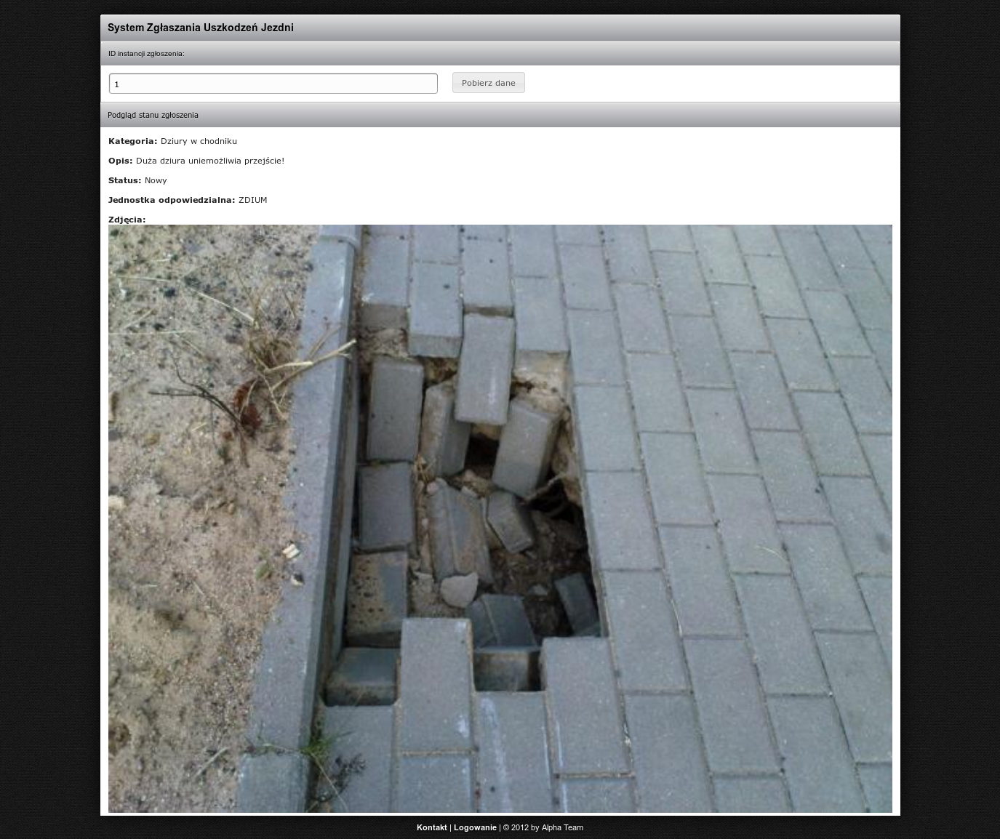 System Zgłaszania Uszkodzeń Jezdni
ID instancji zgłoszenia:
1
Pobierz dane
Podgląd stanu zgłoszenia
Kategoria: Dziury w chodniku
Opis: Duża dziura uniemożliwia przejście!
Status: Nowy
Jednostka odpowiedzialna: ZDIUM
Zdjęcia:
Kontakt | Logowanie | © 2012 by Alpha Team